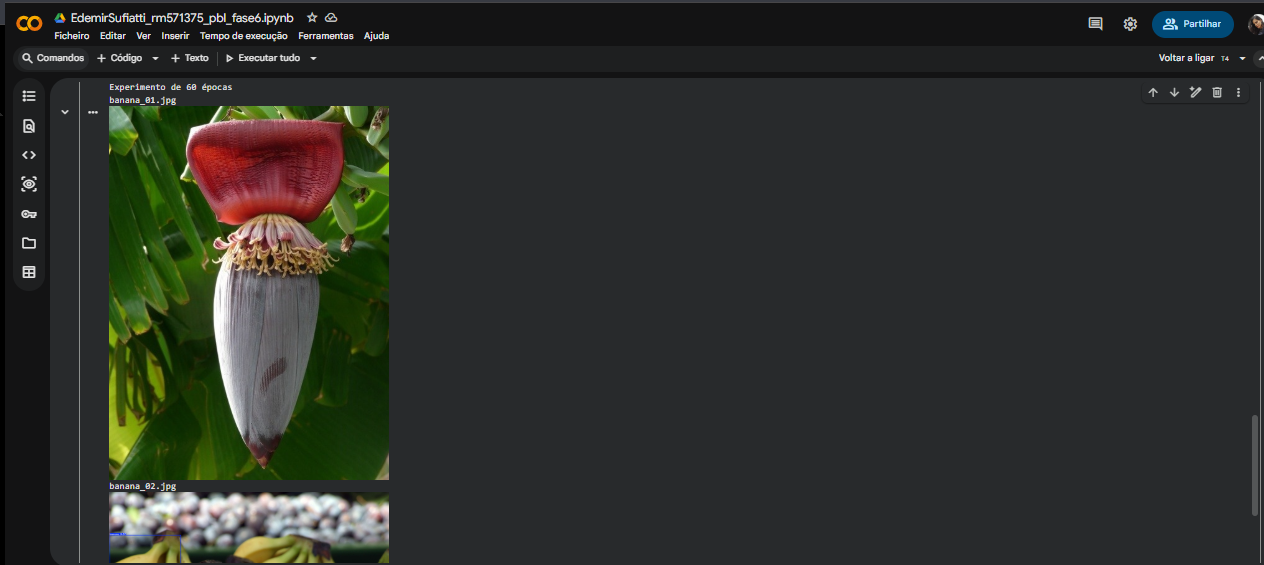 EdemirSufiatti_rm571375_pbl_fase6.ipynb
Ficheiro Editar Ver Inserir Tempo de execução Ferramentas Ajuda
Partilhar
Comandos + Código + Texto Executar tudo
Voltar a ligar T4
Experimento de 60 épocas
banana_01.jpg
banana_02.jpg